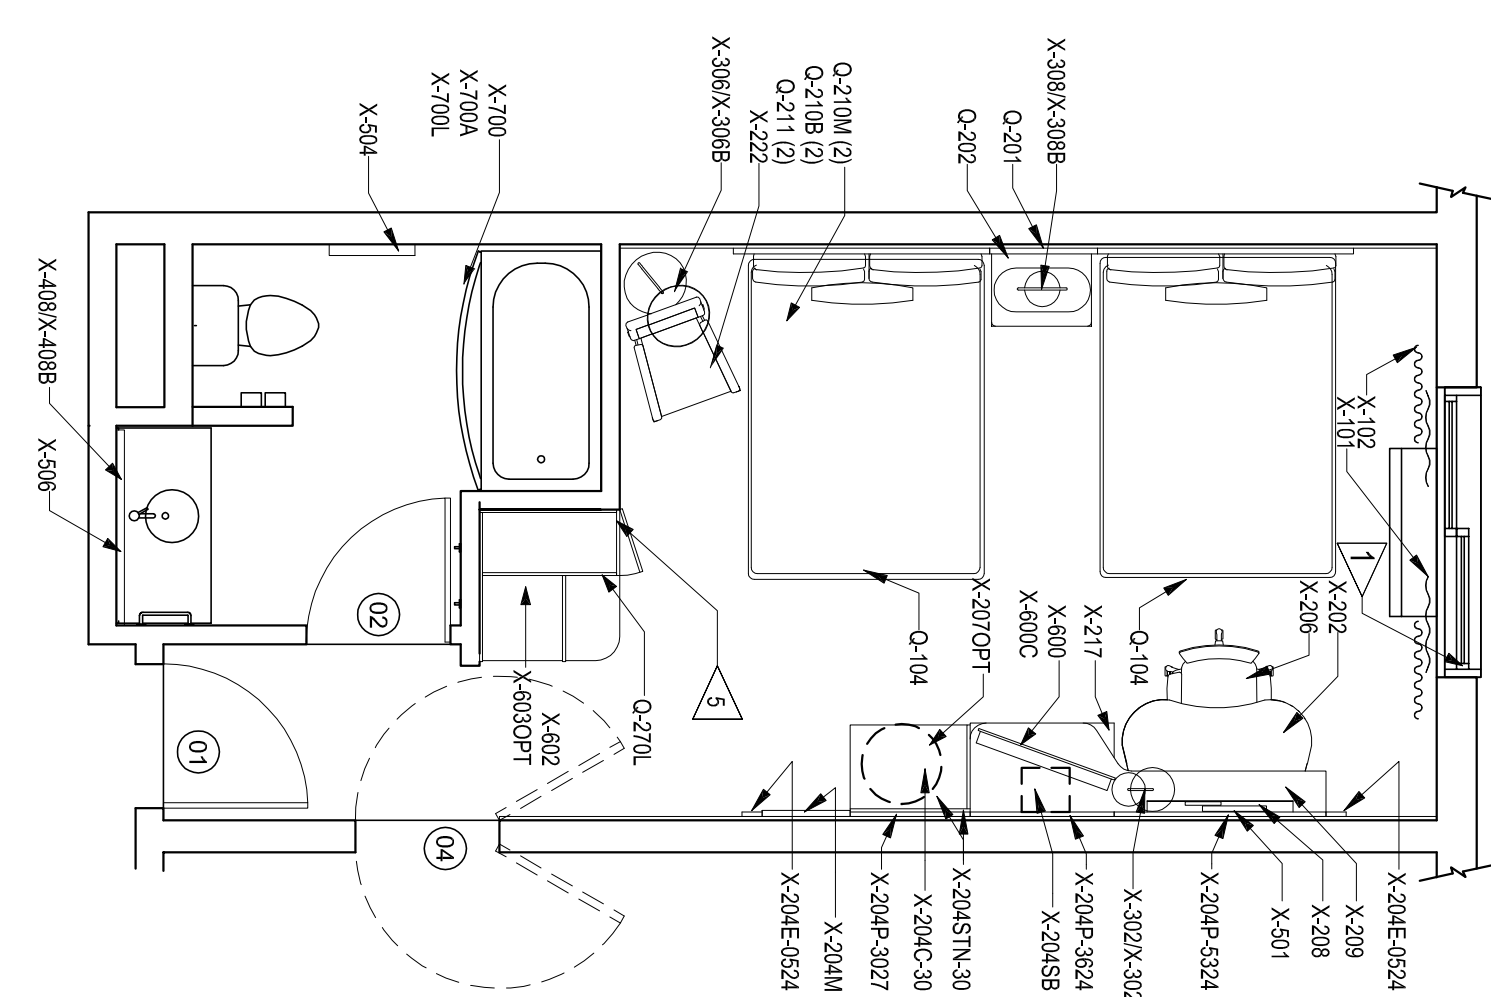 X-306/X-306B
X-222
Q-211 (2)
Q-210B (2)
Q-210M (2)
Q-202
Q-201
X-308/X-308B
X-700
X-700A
X-700L
X-504
X-408/X-408B
X-506
X-102
X-101
1
X-202
X-206
Q-104
X-217
X-600
X-600C
X-207OPT
Q-104
5
Q-270L
X-602
X-603OPT
02
01
04
X-204E-0524
X-204M
X-204P-3027
X-204C-30
X-204STN-30
X-204SB
X-204P-3624
X-302/X-302
X-204P-5324
X-501
X-208
X-209
X-204E-0524